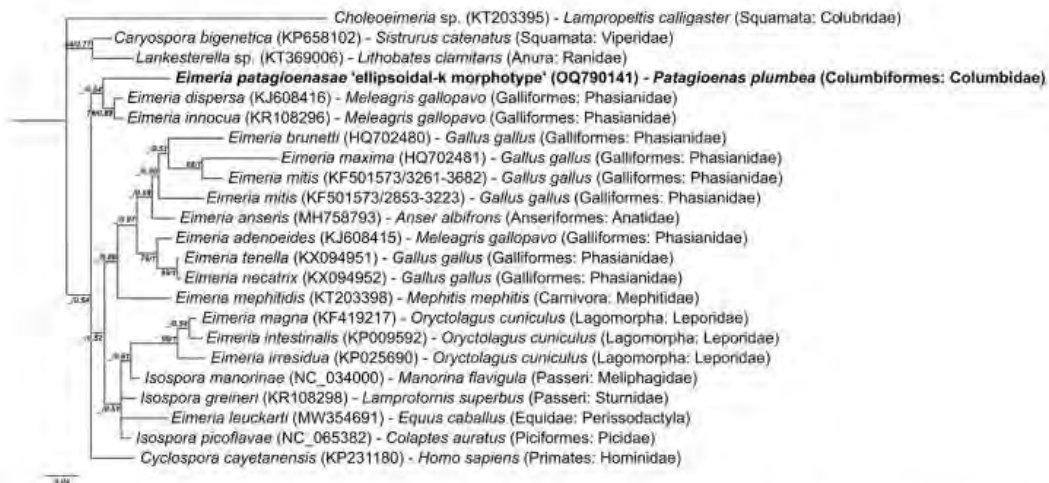 Choleoeimeria sp. (KT203395) - Lampropeltis calligaster (Squamata: Colubridae)
Caryospora bigenetica (KP658102) - Sistrurus catenatus (Squamata: Viperidae)
Lankesterella sp. (KT369006) - Lithobates clamitans (Anura: Ranidae)
Eimeria patagioenasae 'ellipsoidal-k morphotype' (OQ790141) - Patagioenas plumbea (Columbiformes: Columbidae)
Eimeria dispersa (KJ608416) - Meleagris gallopavo (Galliformes: Phasianidae)
Eimeria innocua (KR108296) - Meleagris gallopavo (Galliformes: Phasianidae)
Eimeria brunetti (HQ702480) - Gallus gallus (Galliformes: Phasianidae)
Eimeria maxima (HQ702481) - Gallus gallus (Galliformes: Phasianidae)
Eimeria mitis (KF501573/3261-3682) - Gallus gallus (Galliformes: Phasianidae)
Eimeria mitis (KF501573/2853-3223) - Gallus gallus (Galliformes: Phasianidae)
Eimeria anseris (MH758793) - Anser albifrons (Anseriformes: Anatidae)
Eimeria adenoeides (KJ608415) - Meleagris gallopavo (Galliformes: Phasianidae)
Eimeria tenella (KX094951) - Gallus gallus (Galliformes: Phasianidae)
Eimeria necatrix (KX094952) - Gallus gallus (Galliformes: Phasianidae)
Eimeria mephitidis (KT203398) - Mephitis mephitis (Carnivora: Mephitidae)
Eimeria magna (KF419217) - Oryctolagus cuniculus (Lagomorpha: Leporidae)
Eimeria intestinalis (KP009592) - Oryctolagus cuniculus (Lagomorpha: Leporidae)
Eimeria irresidua (KP025690) - Oryctolagus cuniculus (Lagomorpha: Leporidae)
Isospora manorinae (NC_034000) - Manorina flavigula (Passeri: Meliphagidae)
Isospora greineri (KR108298) - Lamprotornis superbus (Passeri: Sturnidae)
Eimeria leuckarti (MW354691) - Equus caballus (Equidae: Perissodactyla)
Isospora picoflavae (NC_065382) - Colaptes auratus (Piciformes: Picidae)
Cyclospora cayetanensis (KP231180) - Homo sapiens (Primates: Hominidae)